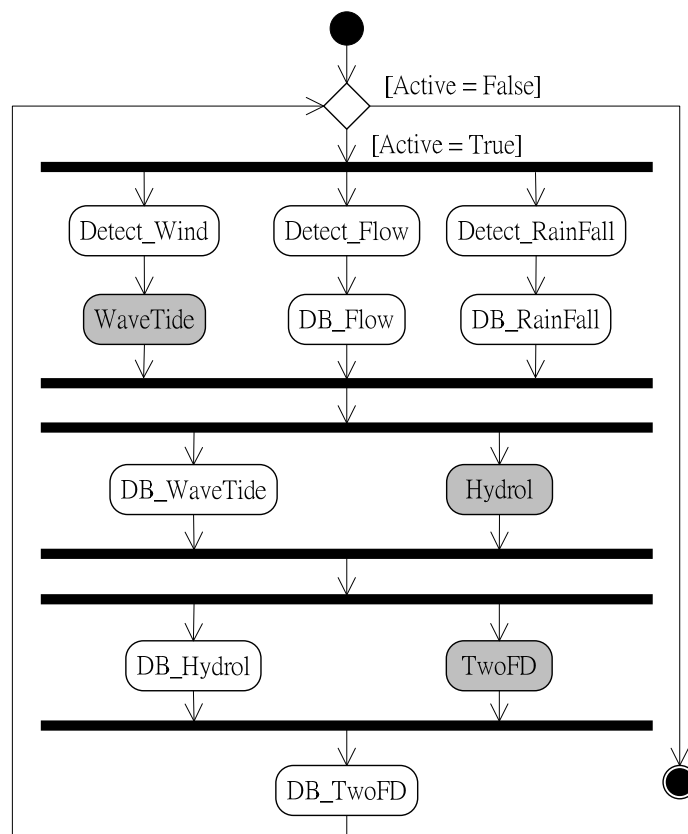 [Active = False]
[Active = True]
Detect_Wind
Detect_Flow
Detect_RainFall
WaveTide
DB_Flow
DB_RainFall
DB_WaveTide
Hydrol
DB_Hydrol
TwoFD
DB_TwoFD